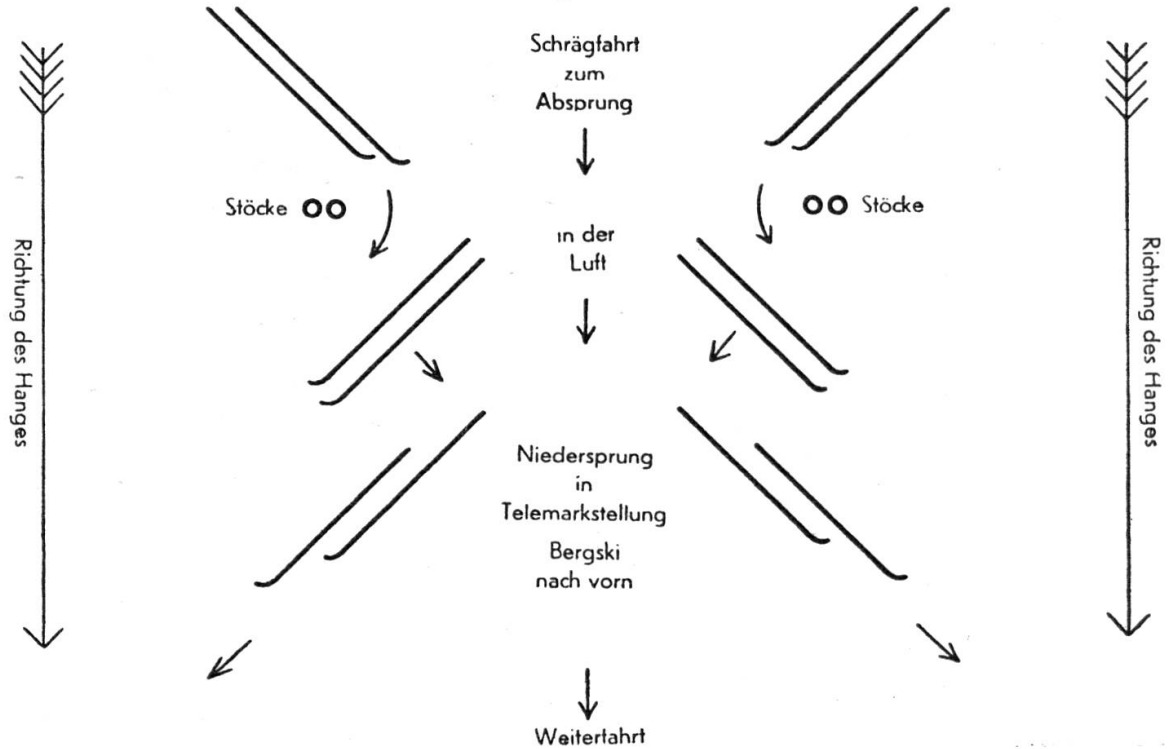 Schrägfahrt
zum
Absprung
Stöcke
Stöcke
in der
Luft
Richtung des Hanges
Richtung des Hanges
Niedersprung
in
Telemarkstellung
Bergski
nach vorn
Weiterfahrt